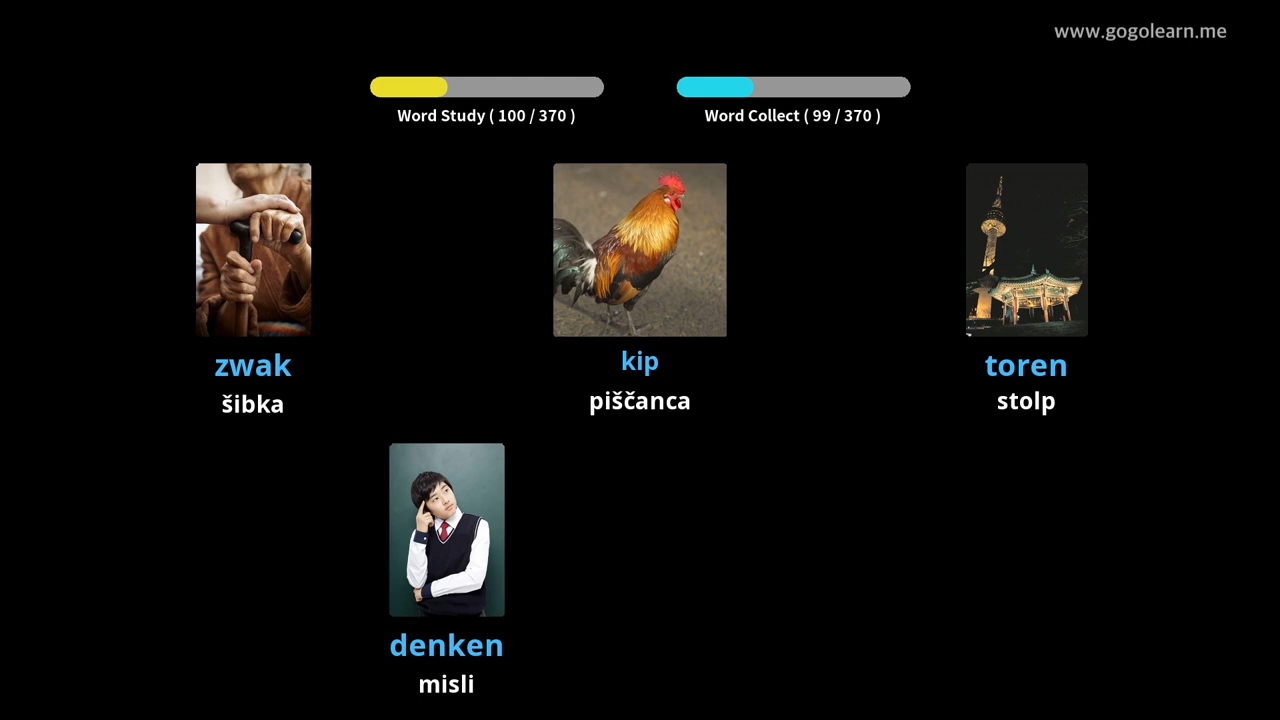 www.gogolearn.me
Word Study ( 100 / 370 )
Word Collect ( 99 / 370 )
zwak
šibka
kip
piščanca
toren
stolp
denken
misli